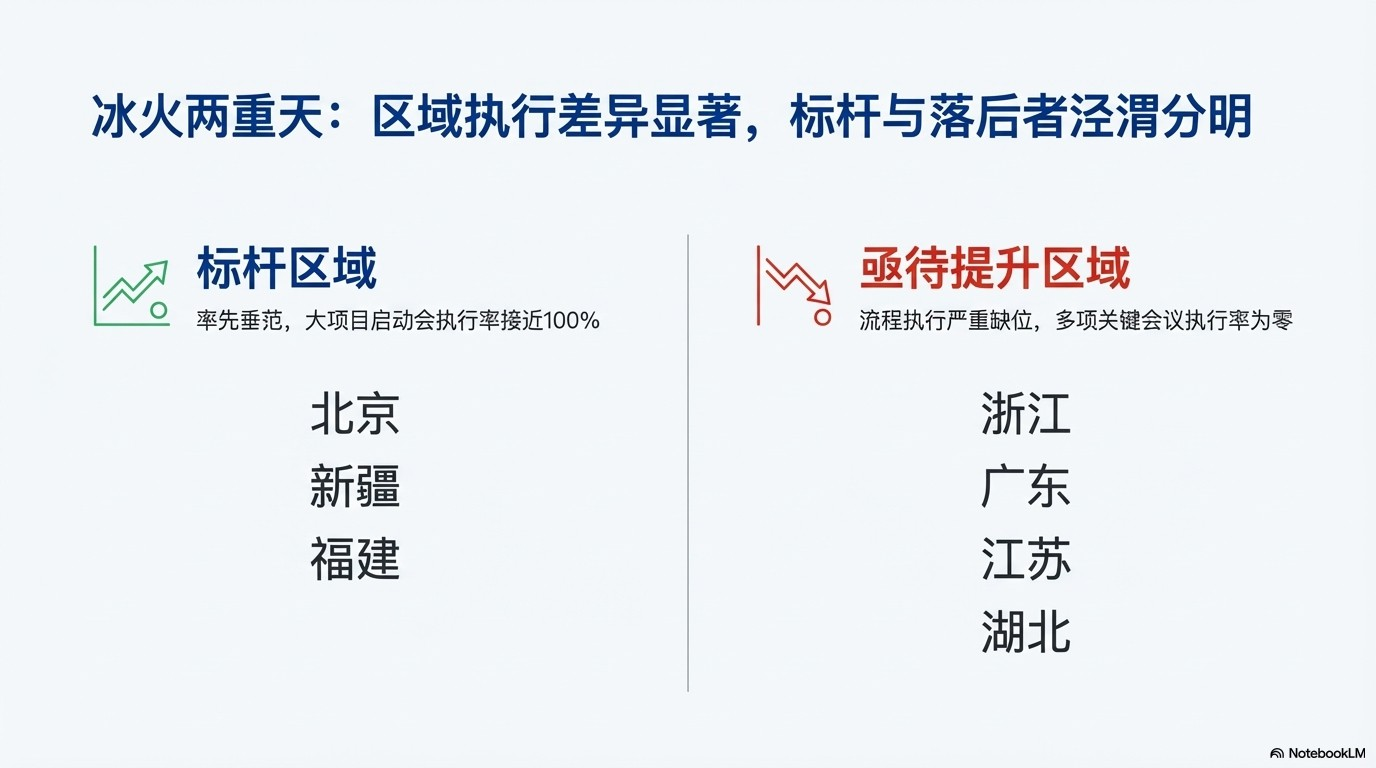 冰火两重天：区域执行差异显著，标杆与落后者泾渭分明
标杆区域
率先垂范，大项目启动会执行率接近100%
北京
新疆
福建
亟待提升区域
流程执行严重缺位，多项关键会议执行率为零
浙江
广东
江苏
湖北
NotebookLM